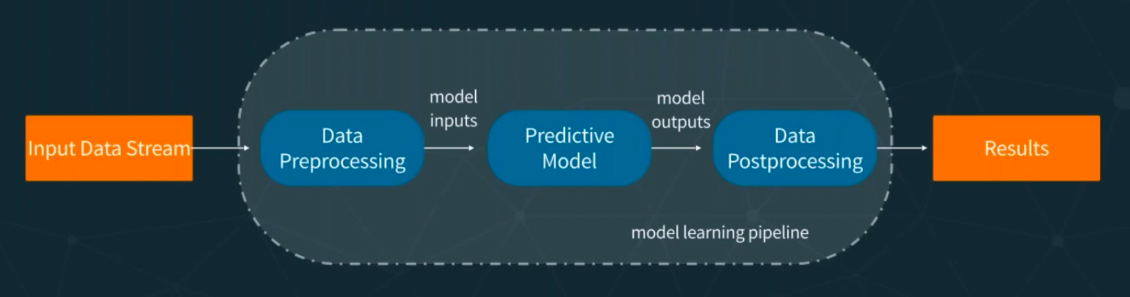 Input Data Stream
Data
Preprocessing
model
inputs
Predictive
Model
model
outputs
Data
Postprocessing
Results
model learning pipeline